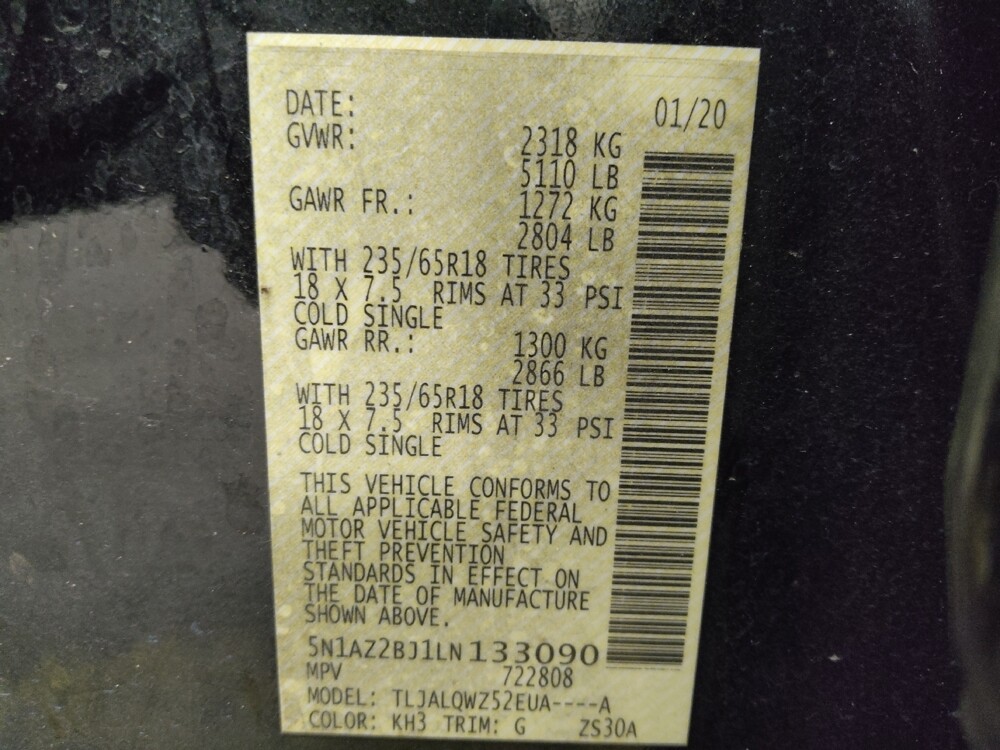 DATE: 01/20
GVWR: 2318 KG
5110 LB
GAWR FR.: 1272 KG
2804 LB
WITH 235/65R18 TIRES
18 X 7.5 RIMS AT 33 PSI
COLD SINGLE
GAWR RR.: 1300 KG
2866 LB
WITH 235/65R18 TIRES
18 X 7.5 RIMS AT 33 PSI
COLD SINGLE
THIS VEHICLE CONFORMS TO
ALL APPLICABLE FEDERAL
MOTOR VEHICLE SAFETY AND
THEFT PREVENTION
STANDARDS IN EFFECT ON
THE DATE OF MANUFACTURE
SHOWN ABOVE.
5N1AZ2BJ1LN133090
MPV 722808
MODEL: TLJALQWZ52EUA----A
COLOR: KH3 TRIM: G ZS30A